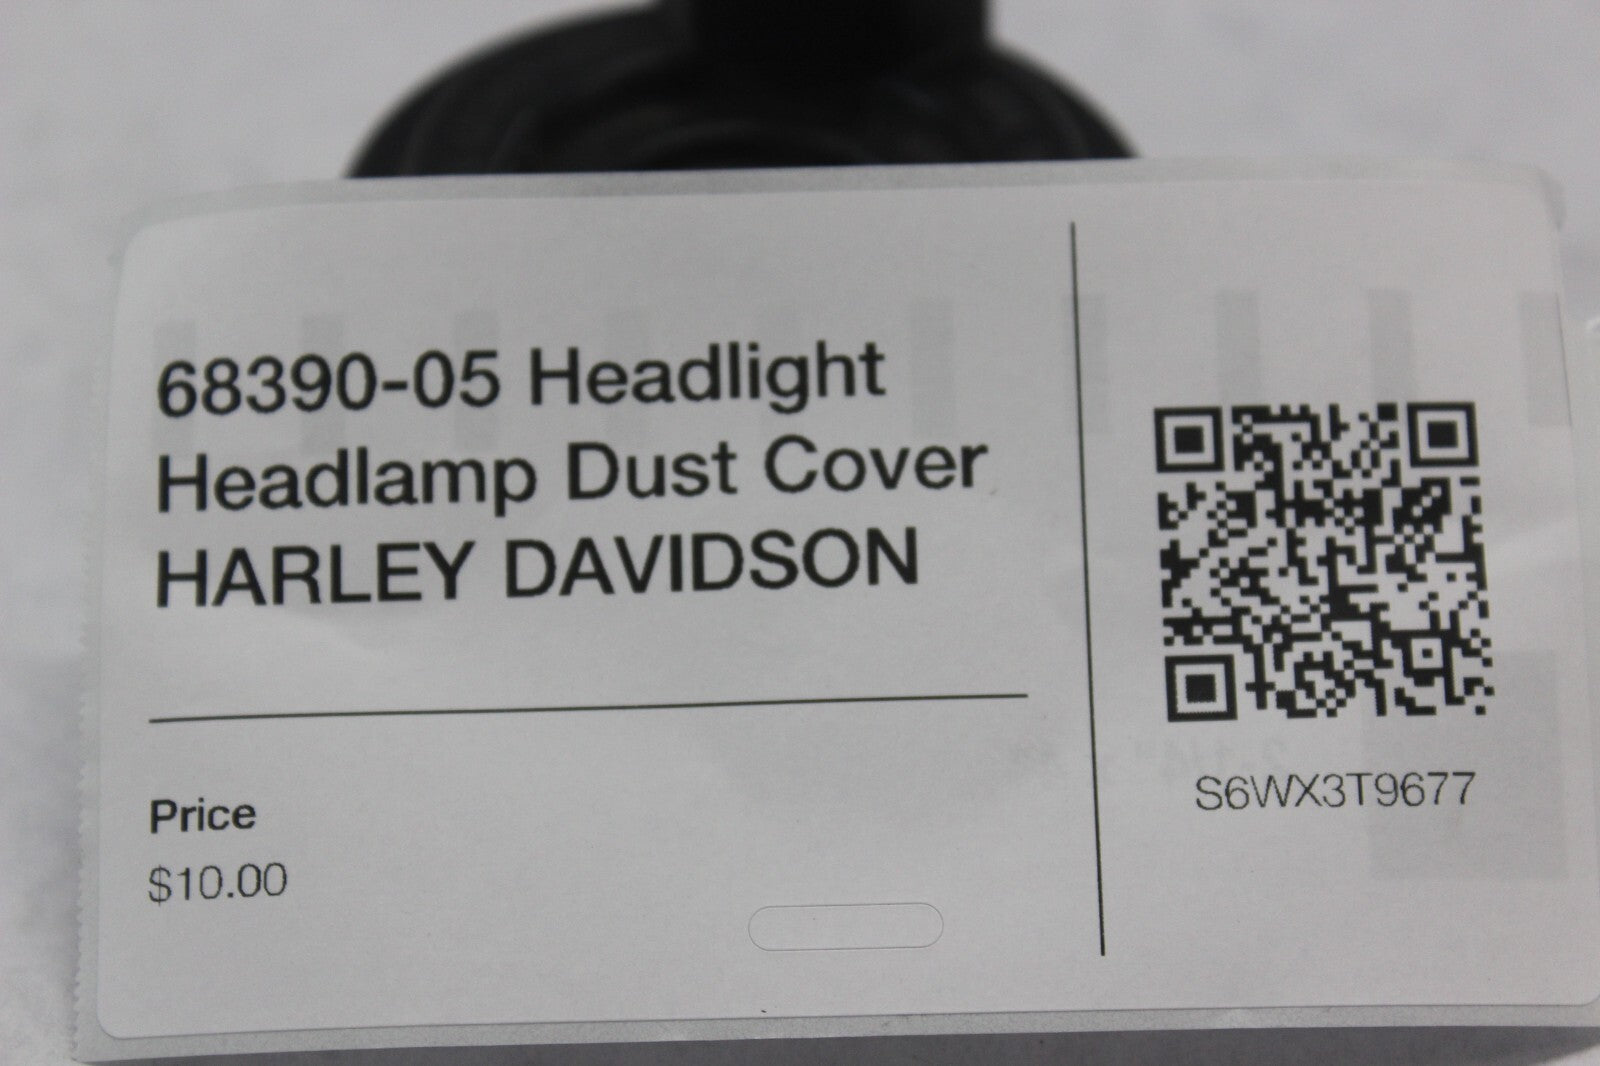 68390-05 Headlight
Headlamp Dust Cover
HARLEY DAVIDSON
Price
$10.00
S6WX3T9677